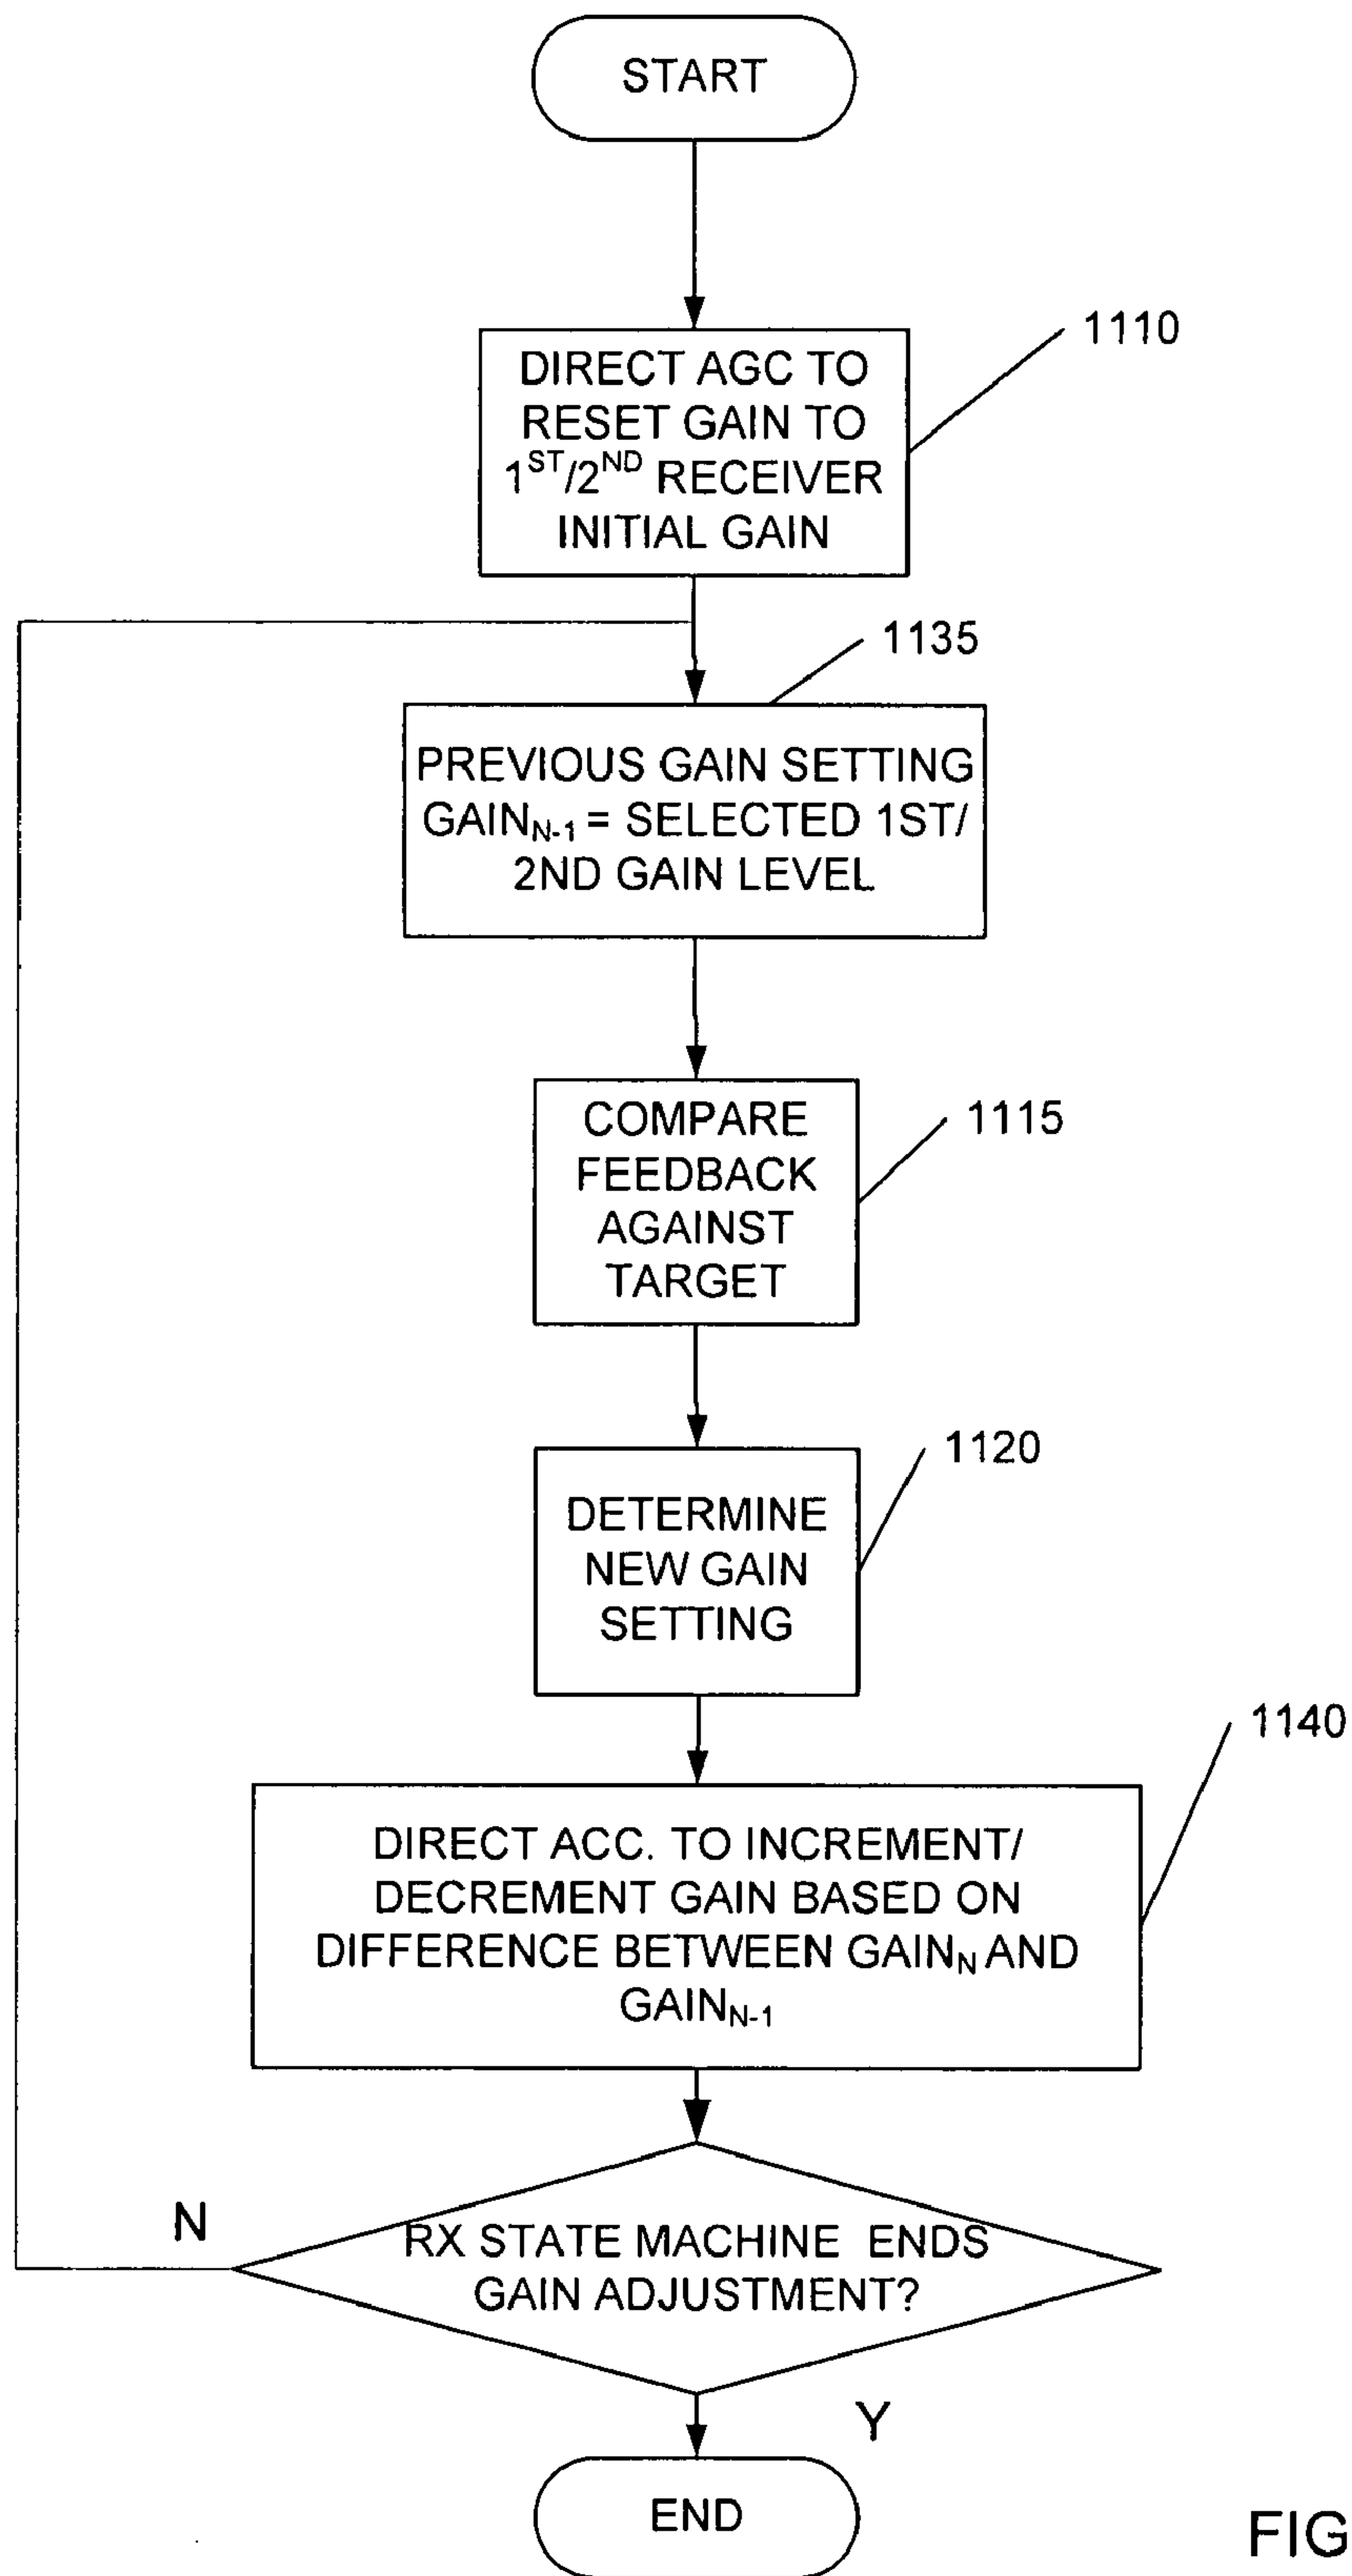 START
DIRECT AGC TO
RESET GAIN TO
1ST/2ND RECEIVER
INITIAL GAIN
1110
1135
PREVIOUS GAIN SETTING
GAINN-1 = SELECTED 1ST/
2ND GAIN LEVEL
COMPARE
FEEDBACK
AGAINST
TARGET
1115
1120
DETERMINE
NEW GAIN
SETTING
1140
DIRECT ACC. TO INCREMENT/
DECREMENT GAIN BASED ON
DIFFERENCE BETWEEN GAINN AND
GAINN-1
N
RX STATE MACHINE ENDS
GAIN ADJUSTMENT?
Y
END
FIG